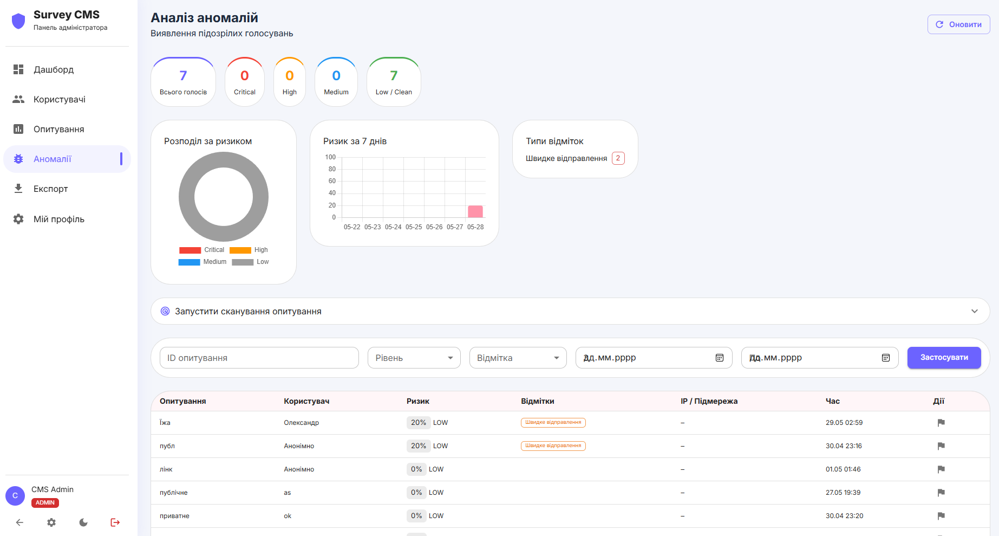 Survey CMS
Панель адміністратора
Дашборд
Користувачі
Опитування
Аномалії
Експорт
Мій профіль
C
CMS Admin
ADMIN
Аналіз аномалій
Виявлення підозрілих голосувань
Оновити
7
Всього голосів
0
Critical
0
High
0
Medium
7
Low / Clean
Розподіл за ризиком
Critical High
Medium Low
Ризик за 7 днів
100
80
60
40
20
0
05-22 05-23 05-24 05-25 05-26 05-27 05-28
Типи відміток
Швидке відправлення 2
Запустити сканування опитування
ID опитування Рівень Відмітка дд.мм.рррр дд.мм.рррр Застосувати
Опитування Користувач Ризик Відмітки IP / Підмережа Час Дії
Їжа Олександр 20% LOW Швидке відправлення – 29.05 02:59
публ Анонімно 20% LOW Швидке відправлення – 30.04 23:16
лінк Анонімно 0% LOW – 01.05 01:46
публічне as 0% LOW – 27.05 19:39
приватне ok 0% LOW – 30.04 23:20